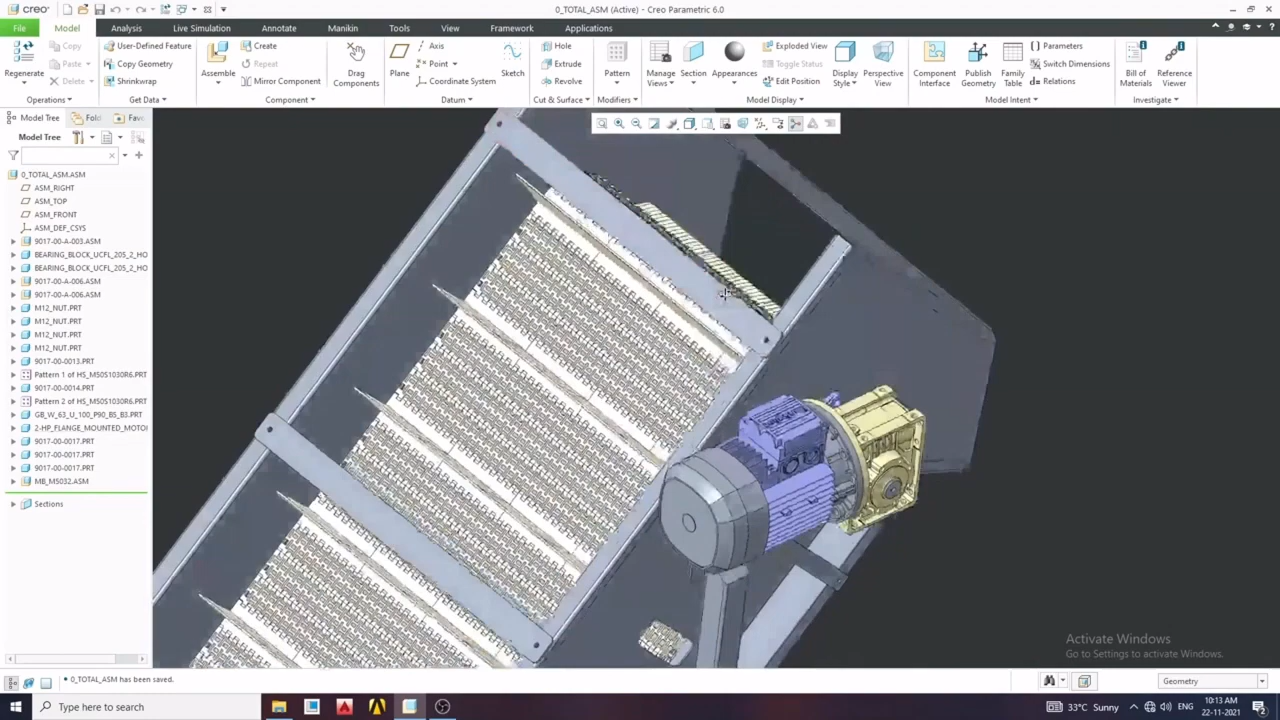 creo
0_TOTAL_ASM (Active) - Creo Parametric 6.0
File Model Analysis Live Simulation Annotate Manikin Tools View Framework Applications
Regenerate
Copy
Paste
Delete
Operations
User-Defined Feature
Copy Geometry
Shrinkwrap
Get Data
Assemble
Create
Repeat
Mirror Component
Drag
Components
Component
Plane
Axis
Point
Coordinate System
Sketch
Datum
Hole
Extrude
Revolve
Cut & Surface
Pattern
Modifiers
Manage
Views
Section
Appearances
Exploded View
Toggle Status
Edit Position
Display
Style
Perspective
View
Model Display
Component
Interface
Publish
Geometry
Family
Table
Parameters
Switch Dimensions
Relations
Model Intent
Bill of
Materials
Reference
Viewer
Investigate
Model Tree Fold Fav
Model Tree
0_TOTAL_ASM.ASM
ASM_RIGHT
ASM_TOP
ASM_FRONT
ASM_DEF_CSYS
9017-00-A-003.ASM
BEARING_BLOCK_UCFL_205_2_HO
BEARING_BLOCK_UCFL_205_2_HO
9017-00-A-006.ASM
9017-00-A-006.ASM
M12_NUT.PRT
M12_NUT.PRT
M12_NUT.PRT
M12_NUT.PRT
9017-00-0013.PRT
Pattern 1 of HS_M50S1030R6.PRT
9017-00-0014.PRT
Pattern 2 of HS_M50S1030R6.PRT
GB_W_63_U_100_P90_B5_B3.PRT
2-HP_FLANGE_MOUNTED_MOTO
9017-00-0017.PRT
9017-00-0017.PRT
9017-00-0017.PRT
MB_M5032.ASM
Sections
Activate Windows
Go to Settings to activate Windows.
0_TOTAL_ASM has been saved.
Geometry
Type here to search
33°C Sunny
ENG
10:13 AM
22-11-2021
2